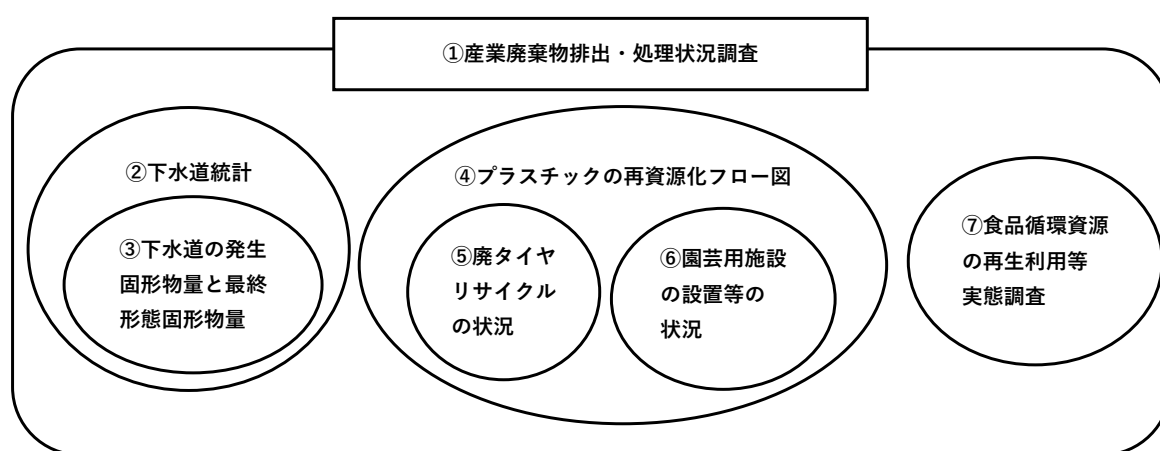 ①産業廃棄物排出・処理状況調査
②下水道統計
③下水道の発生
固形物量と最終
形態固形物量
④プラスチックの再資源化フロー図
⑤廃タイヤ
リサイクル
の状況
⑥園芸用施設
の設置等の
状況
⑦食品循環資源
の再生利用等
実態調査